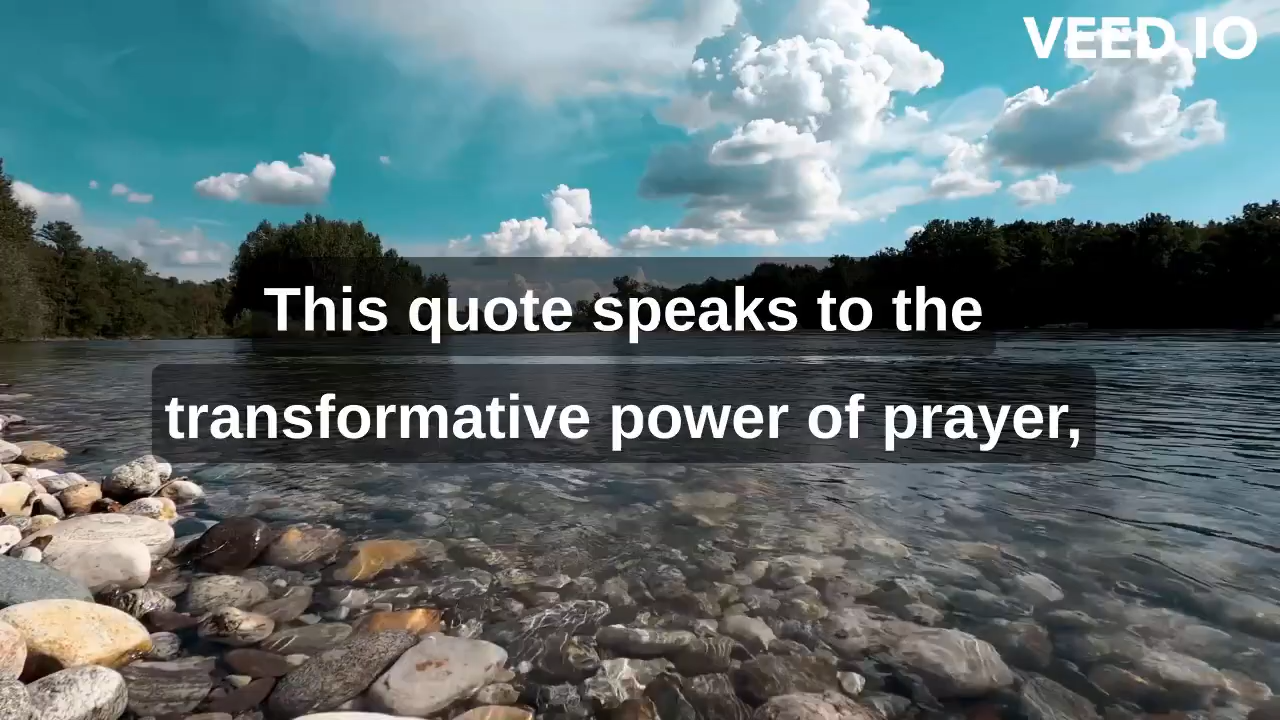 VEED.IO
This quote speaks to the
transformative power of prayer,